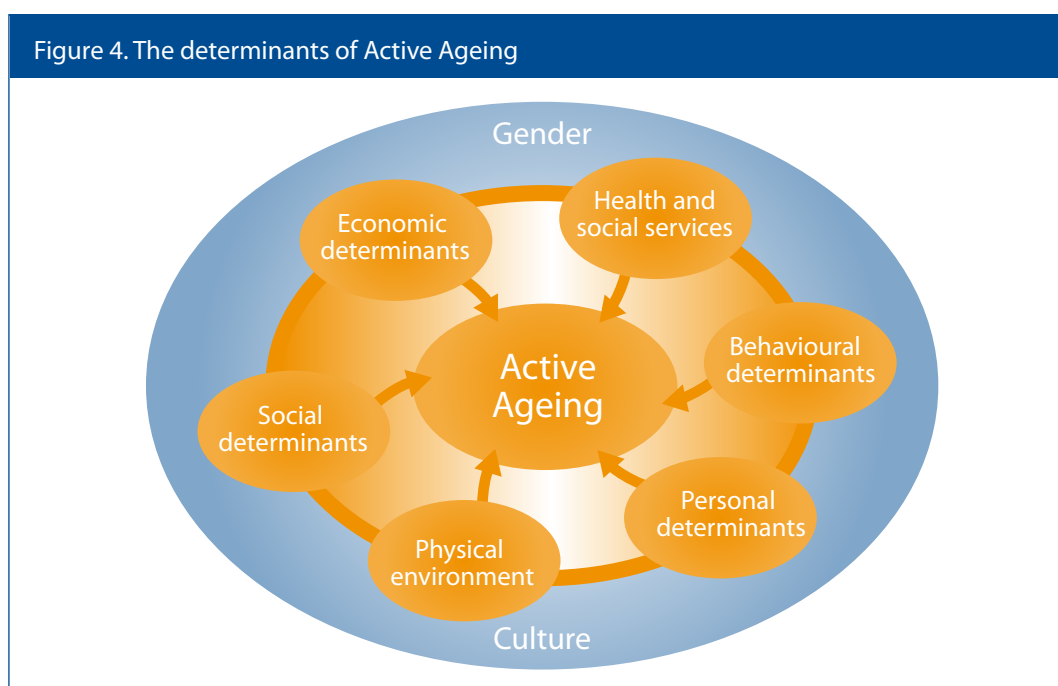 Figure 4. The determinants of Active Ageing
Gender
Health and
social services
Economic
determinants
Behavioural
determinants
Active
Ageing
Social
determinants
Personal
determinants
Physical
environment
Culture